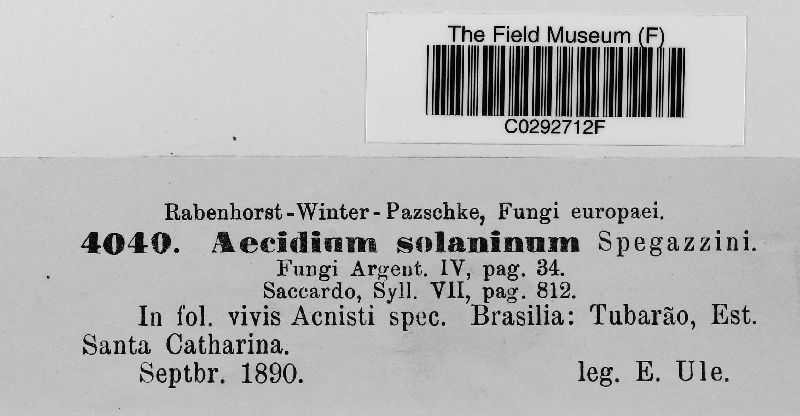 The Field Museum (F)
C0292712F
Rabenhorst-Winter-Pazschke, Fungi europaei.
4040. Aecidium solaninum Spegazzini.
Fungi Argent. IV, pag. 34.
Saccardo, Syll. VII, pag. 812.
In fol. vivis Acnisti spec. Brasilia: Tubarão, Est.
Santa Catharina.
Septbr. 1890. leg. E. Ule.